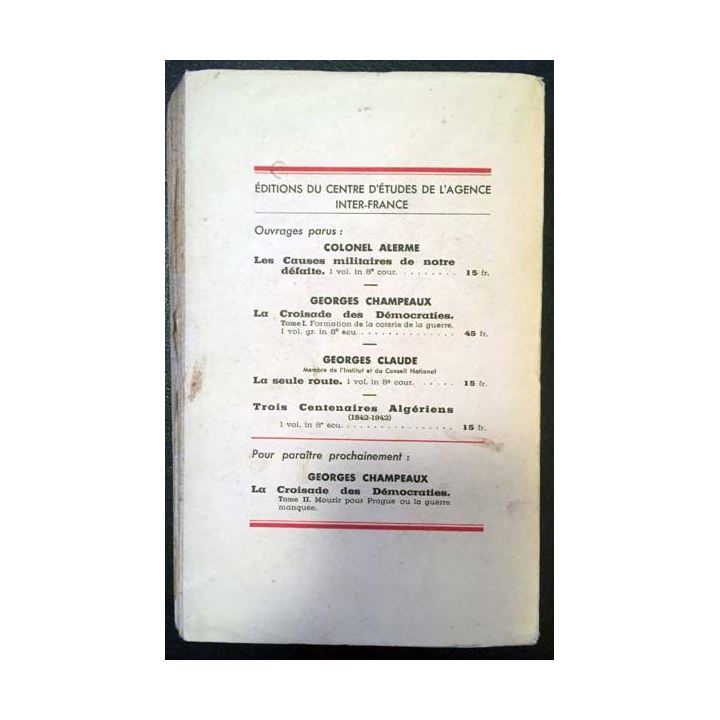 ÉDITIONS DU CENTRE D'ÉTUDES DE L'AGENCE
INTER-FRANCE
Ouvrages parus :
COLONEL ALERME
Les Causes militaires de notre
défaite. 1 vol. in 8° cour. . . . . . . . . 15 fr.
GEORGES CHAMPEAUX
La Croisade des Démocraties.
Tome I. Formation de la coterie de la guerre.
1 vol. gr. in 8° écu . . . . . . . . . . . . . . . 45 fr.
GEORGES CLAUDE
Membre de l'Institut et du Conseil National
La seule route. 1 vol. in 8° cour. . . . . . 15 fr.
Trois Centenaires Algériens
(1842-1942)
1 vol. in 8° écu. . . . . . . . . . . . . . . . . 15 fr.
Pour paraître prochainement :
GEORGES CHAMPEAUX
La Croisade des Démocraties.
Tome II. Mourir pour Prague ou la guerre
manquée.